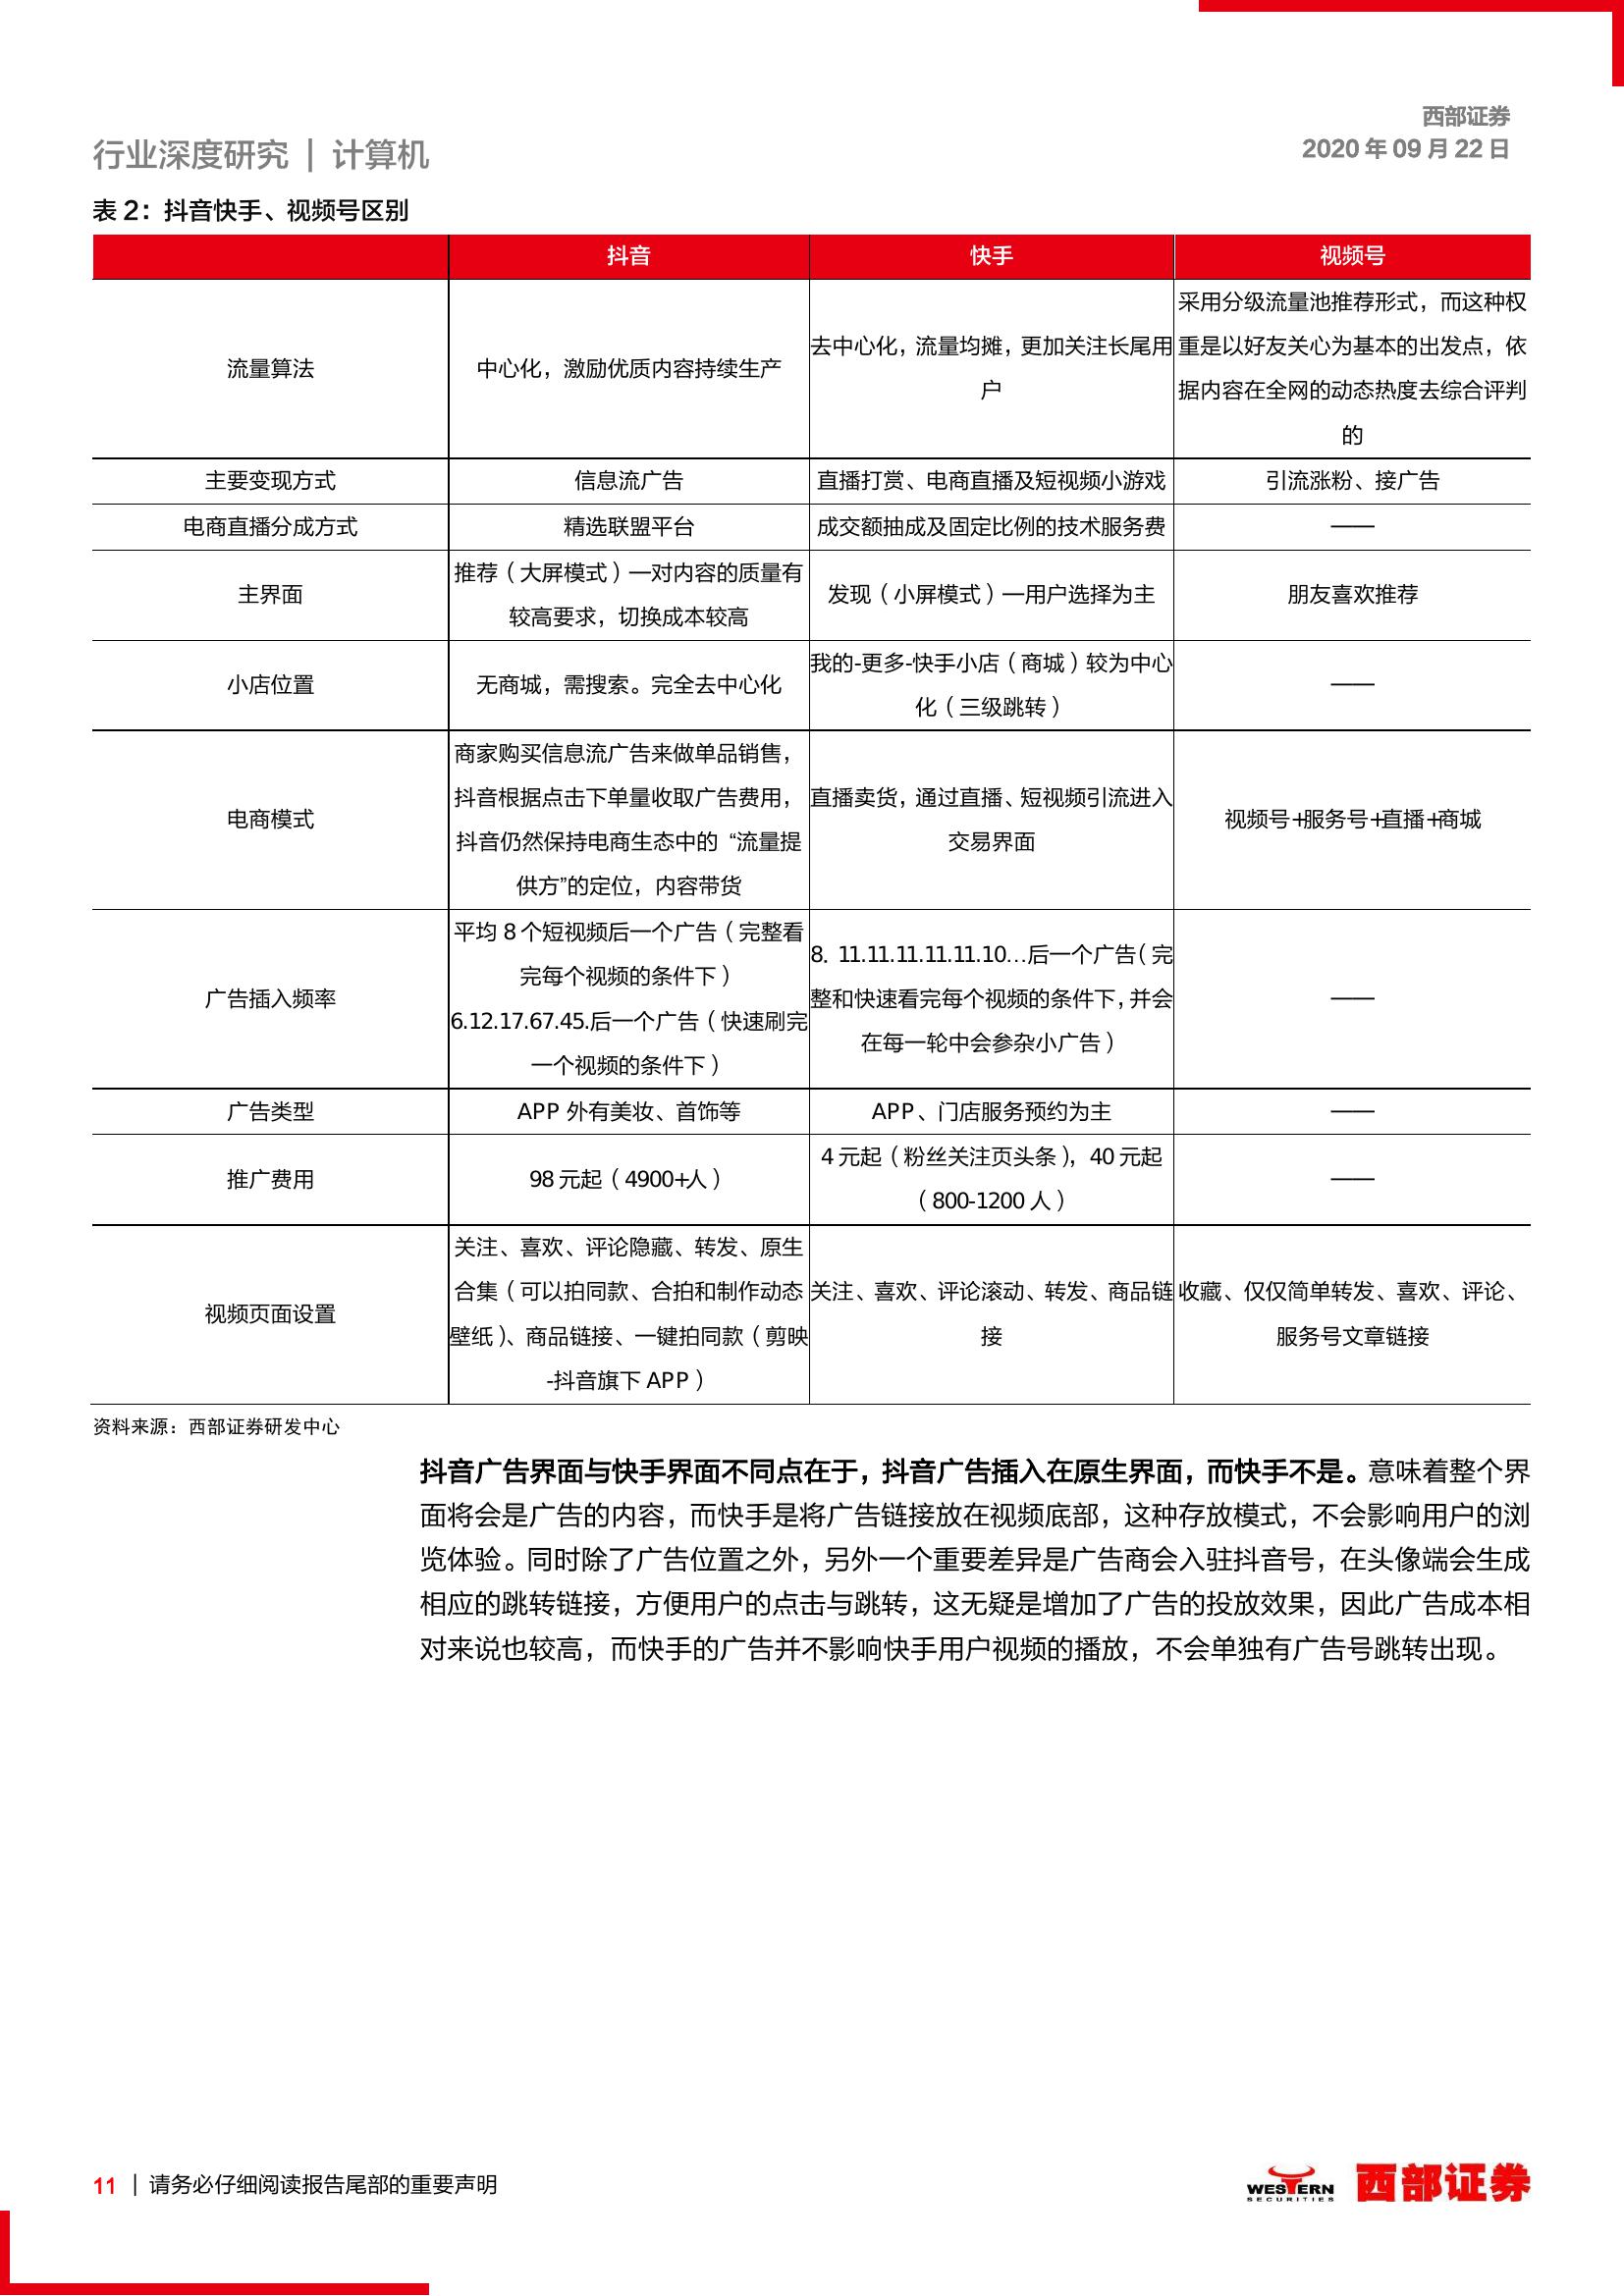 西部证券
2020 年 09 月 22 日
行业深度研究 | 计算机
表 2：抖音快手、视频号区别
抖音 快手 视频号
流量算法
中心化，激励优质内容持续生产
去中心化，流量均摊，更加关注长尾用
户
采用分级流量池推荐形式，而这种权
重是以好友关心为基本的出发点，依
据内容在全网的动态热度去综合评判
的
主要变现方式 信息流广告 直播打赏、电商直播及短视频小游戏 引流涨粉、接广告
电商直播分成方式 精选联盟平台 成交额抽成及固定比例的技术服务费 ——
主界面
推荐（大屏模式）—对内容的质量有
较高要求，切换成本较高
发现（小屏模式）—用户选择为主
朋友喜欢推荐
小店位置
无商城，需搜索。完全去中心化
我的-更多-快手小店（商城）较为中心
化（三级跳转）
——
电商模式
商家购买信息流广告来做单品销售，
抖音根据点击下单量收取广告费用，
抖音仍然保持电商生态中的 “流量提
供方”的定位，内容带货
直播卖货，通过直播、短视频引流进入
交易界面
视频号+服务号+直播+商城
广告插入频率
平均 8 个短视频后一个广告（完整看
完每个视频的条件下）
6.12.17.67.45.后一个广告（快速刷完
一个视频的条件下）
8. 11.11.11.11.11.10…后一个广告（完
整和快速看完每个视频的条件下，并会
在每一轮中会参杂小广告）
——
广告类型 APP 外有美妆、首饰等 APP、门店服务预约为主 ——
推广费用
98 元起（4900+人）
4 元起（粉丝关注页头条），40 元起
（800-1200 人）
——
视频页面设置
关注、喜欢、评论隐藏、转发、原生
合集（可以拍同款、合拍和制作动态
壁纸）、商品链接、一键拍同款（剪映
-抖音旗下 APP）
关注、喜欢、评论滚动、转发、商品链
接
收藏、仅仅简单转发、喜欢、评论、
服务号文章链接
资料来源：西部证券研发中心
抖音广告界面与快手界面不同点在于，抖音广告插入在原生界面，而快手不是。意味着整个界
面将会是广告的内容，而快手是将广告链接放在视频底部，这种存放模式，不会影响用户的浏
览体验。同时除了广告位置之外，另外一个重要差异是广告商会入驻抖音号，在头像端会生成
相应的跳转链接，方便用户的点击与跳转，这无疑是增加了广告的投放效果，因此广告成本相
对来说也较高，而快手的广告并不影响快手用户视频的播放，不会单独有广告号跳转出现。
11 | 请务必仔细阅读报告尾部的重要声明
WESTERN
SECURITIES
西部证券